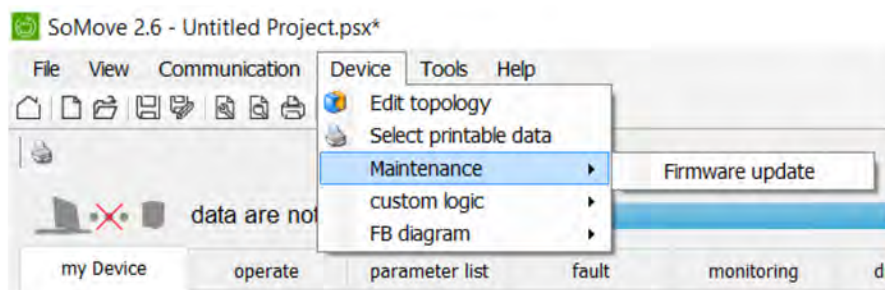 SoMove 2.6 - Untitled Project.psx*
File View Communication Device Tools Help
Edit topology
Select printable data
Maintenance Firmware update
custom logic
data are not
FB diagram
my Device operate parameter list fault monitoring d